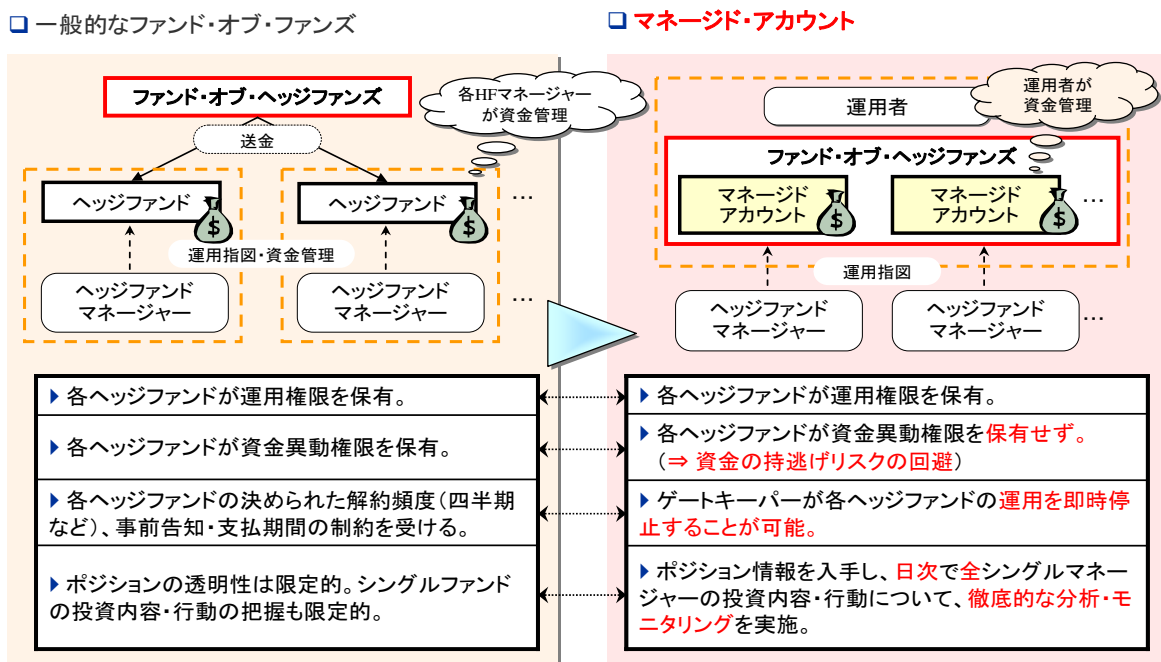 一般的なファンド・オブ・ファンズ
ファンド・オブ・ヘッジファンズ
各HFマネージャー
が資金管理
送金
ヘッジファンド
$
ヘッジファンド
$
…
運用指図・資金管理
ヘッジファンド
マネージャー
ヘッジファンド
マネージャー
…
各ヘッジファンドが運用権限を保有。
各ヘッジファンドが資金異動権限を保有。
各ヘッジファンドの決められた解約頻度(四半期
など)、事前告知・支払期間の制約を受ける。
ポジションの透明性は限定的。シングルファンド
の投資内容・行動の把握も限定的。
マネージド・アカウント
運用者
運用者が
資金管理
ファンド・オブ・ヘッジファンズ
マネージド
アカウント
$
マネージド
アカウント
$
…
運用指図
ヘッジファンド
マネージャー
ヘッジファンド
マネージャー
…
各ヘッジファンドが運用権限を保有。
各ヘッジファンドが資金異動権限を保有せず。
(⇒ 資金の持逃げリスクの回避)
ゲートキーパーが各ヘッジファンドの運用を即時停
止することが可能。
ポジション情報を入手し、日次で全シングルマネー
ジャーの投資内容・行動について、徹底的な分析・モ
ニタリングを実施。